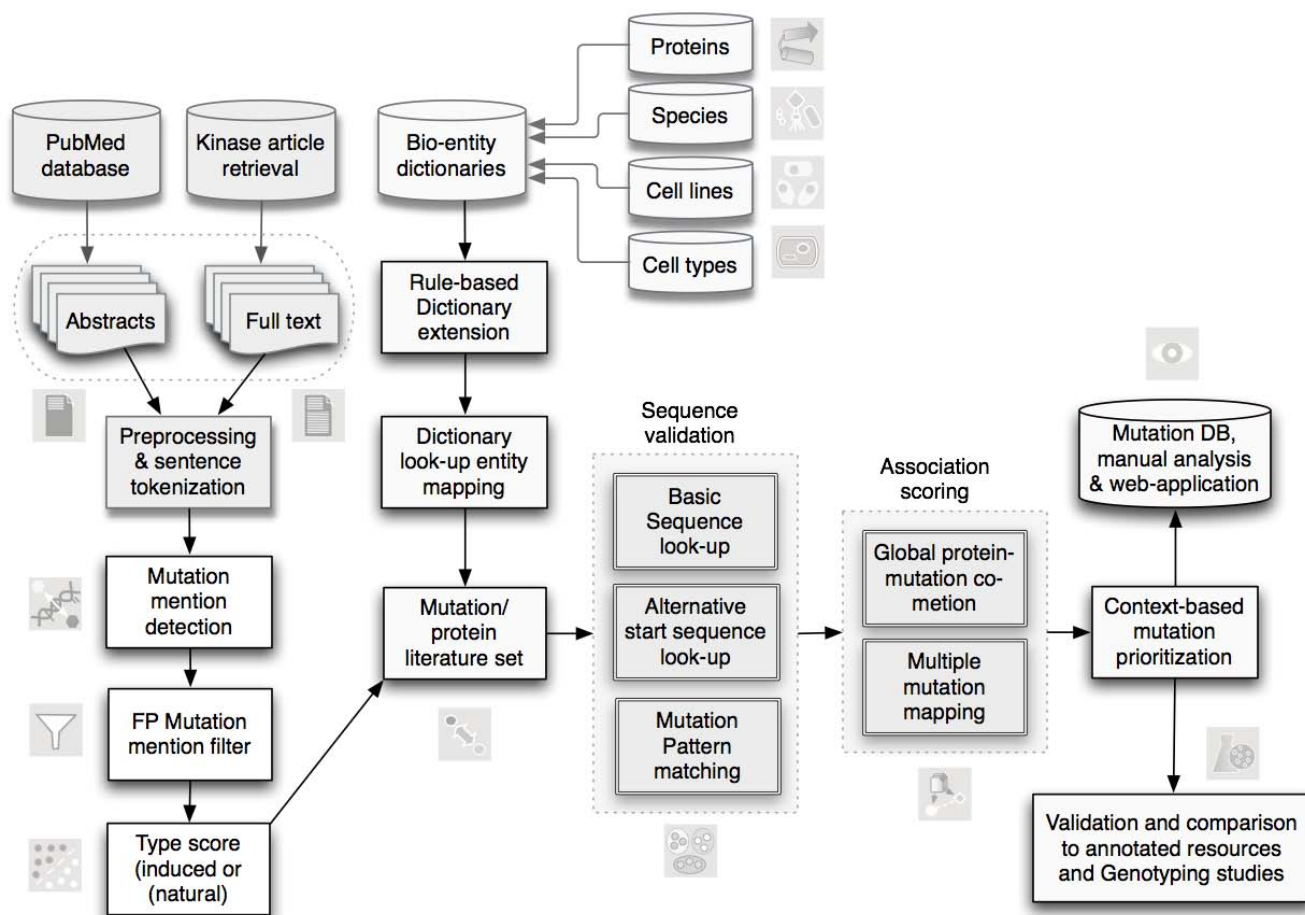 Proteins
Species
Cell lines
Cell types
PubMed
database
Kinase article
retrieval
Bio-entity
dictionaries
Abstracts
Full text
Rule-based
Dictionary
extension
Preprocessing
& sentence
tokenization
Dictionary
look-up entity
mapping
Mutation
mention
detection
FP Mutation
mention filter
Type score
(induced or
(natural)
Mutation/
protein
literature set
Sequence
validation
Basic
Sequence
look-up
Alternative
start sequence
look-up
Mutation
Pattern
matching
Association
scoring
Global protein-
mutation co-
metion
Multiple
mutation
mapping
Mutation DB,
manual analysis
& web-application
Context-based
mutation
prioritization
Validation and comparison
to annotated resources
and Genotyping studies